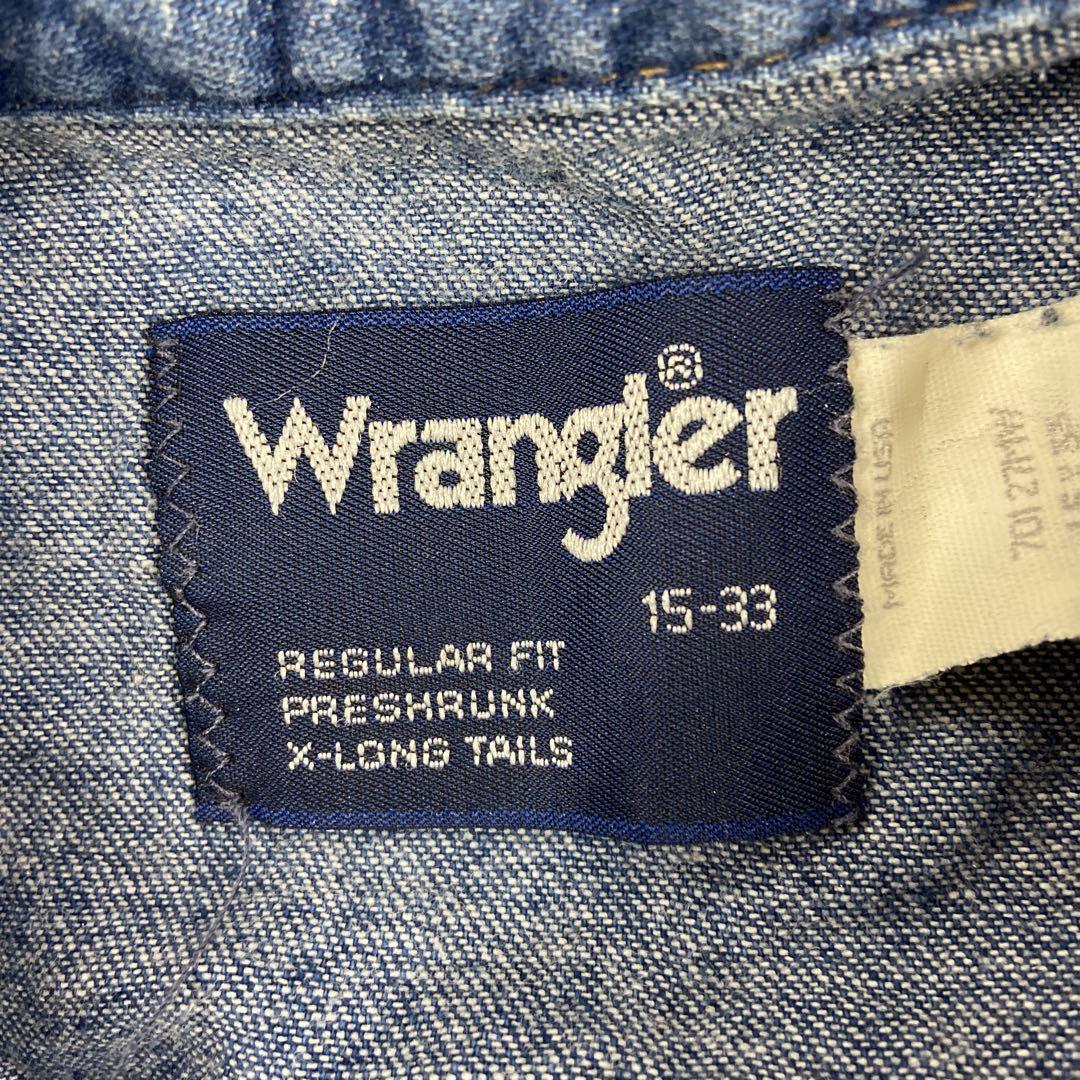 Wrangler®
15-33
REGULAR FIT
PRESHRUNK
X-LONG TAILS
MADE IN USA